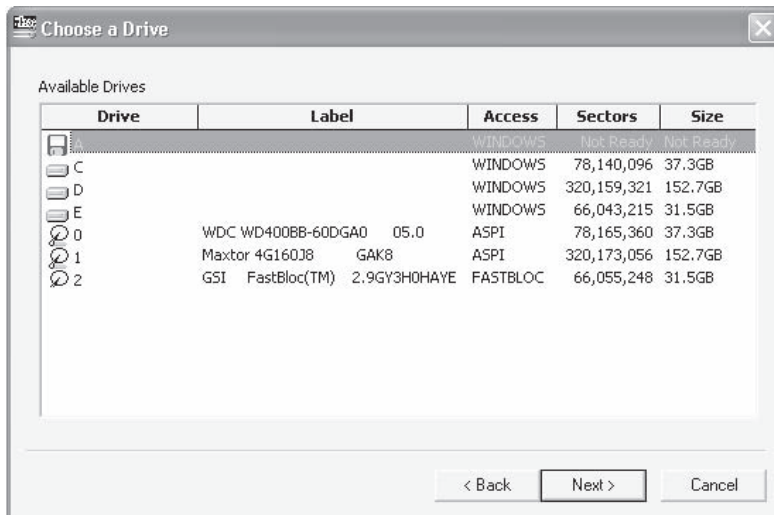 Choose a Drive
Available Drives
Drive Label Access Sectors Size
A WINDOWS Not Ready Not Ready
C WINDOWS 78,140,096 37.3GB
D WINDOWS 320,159,321 152.7GB
E WINDOWS 66,043,215 31.5GB
0 WDC WD400BB-60DGA0 05.0 ASPI 78,165,360 37.3GB
1 Maxtor 4G160J8 GAK8 ASPI 320,173,056 152.7GB
2 GSI FastBloc(TM) 2.9GY3H0HAYE FASTBLOC 66,055,248 31.5GB
< Back Next > Cancel